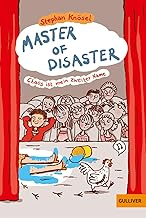 Stephan Knösel
MASTER OF DISASTER
Chaos ist mein zweiter Name
GULLIVER